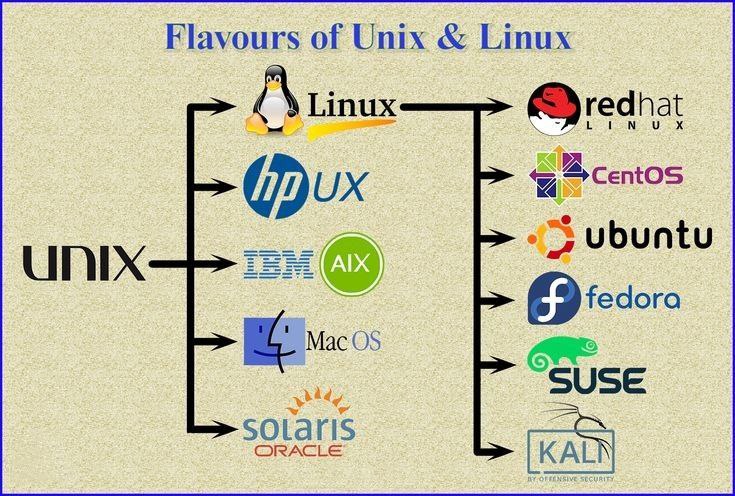 Flavours of Unix & Linux
UNIX
Linux
hp UX
IBM AIX
Mac OS
solaris
ORACLE
redhat
LINUX
CentOS
ubuntu
fedora
SUSE
KALI
BY OFFENSIVE SECURITY